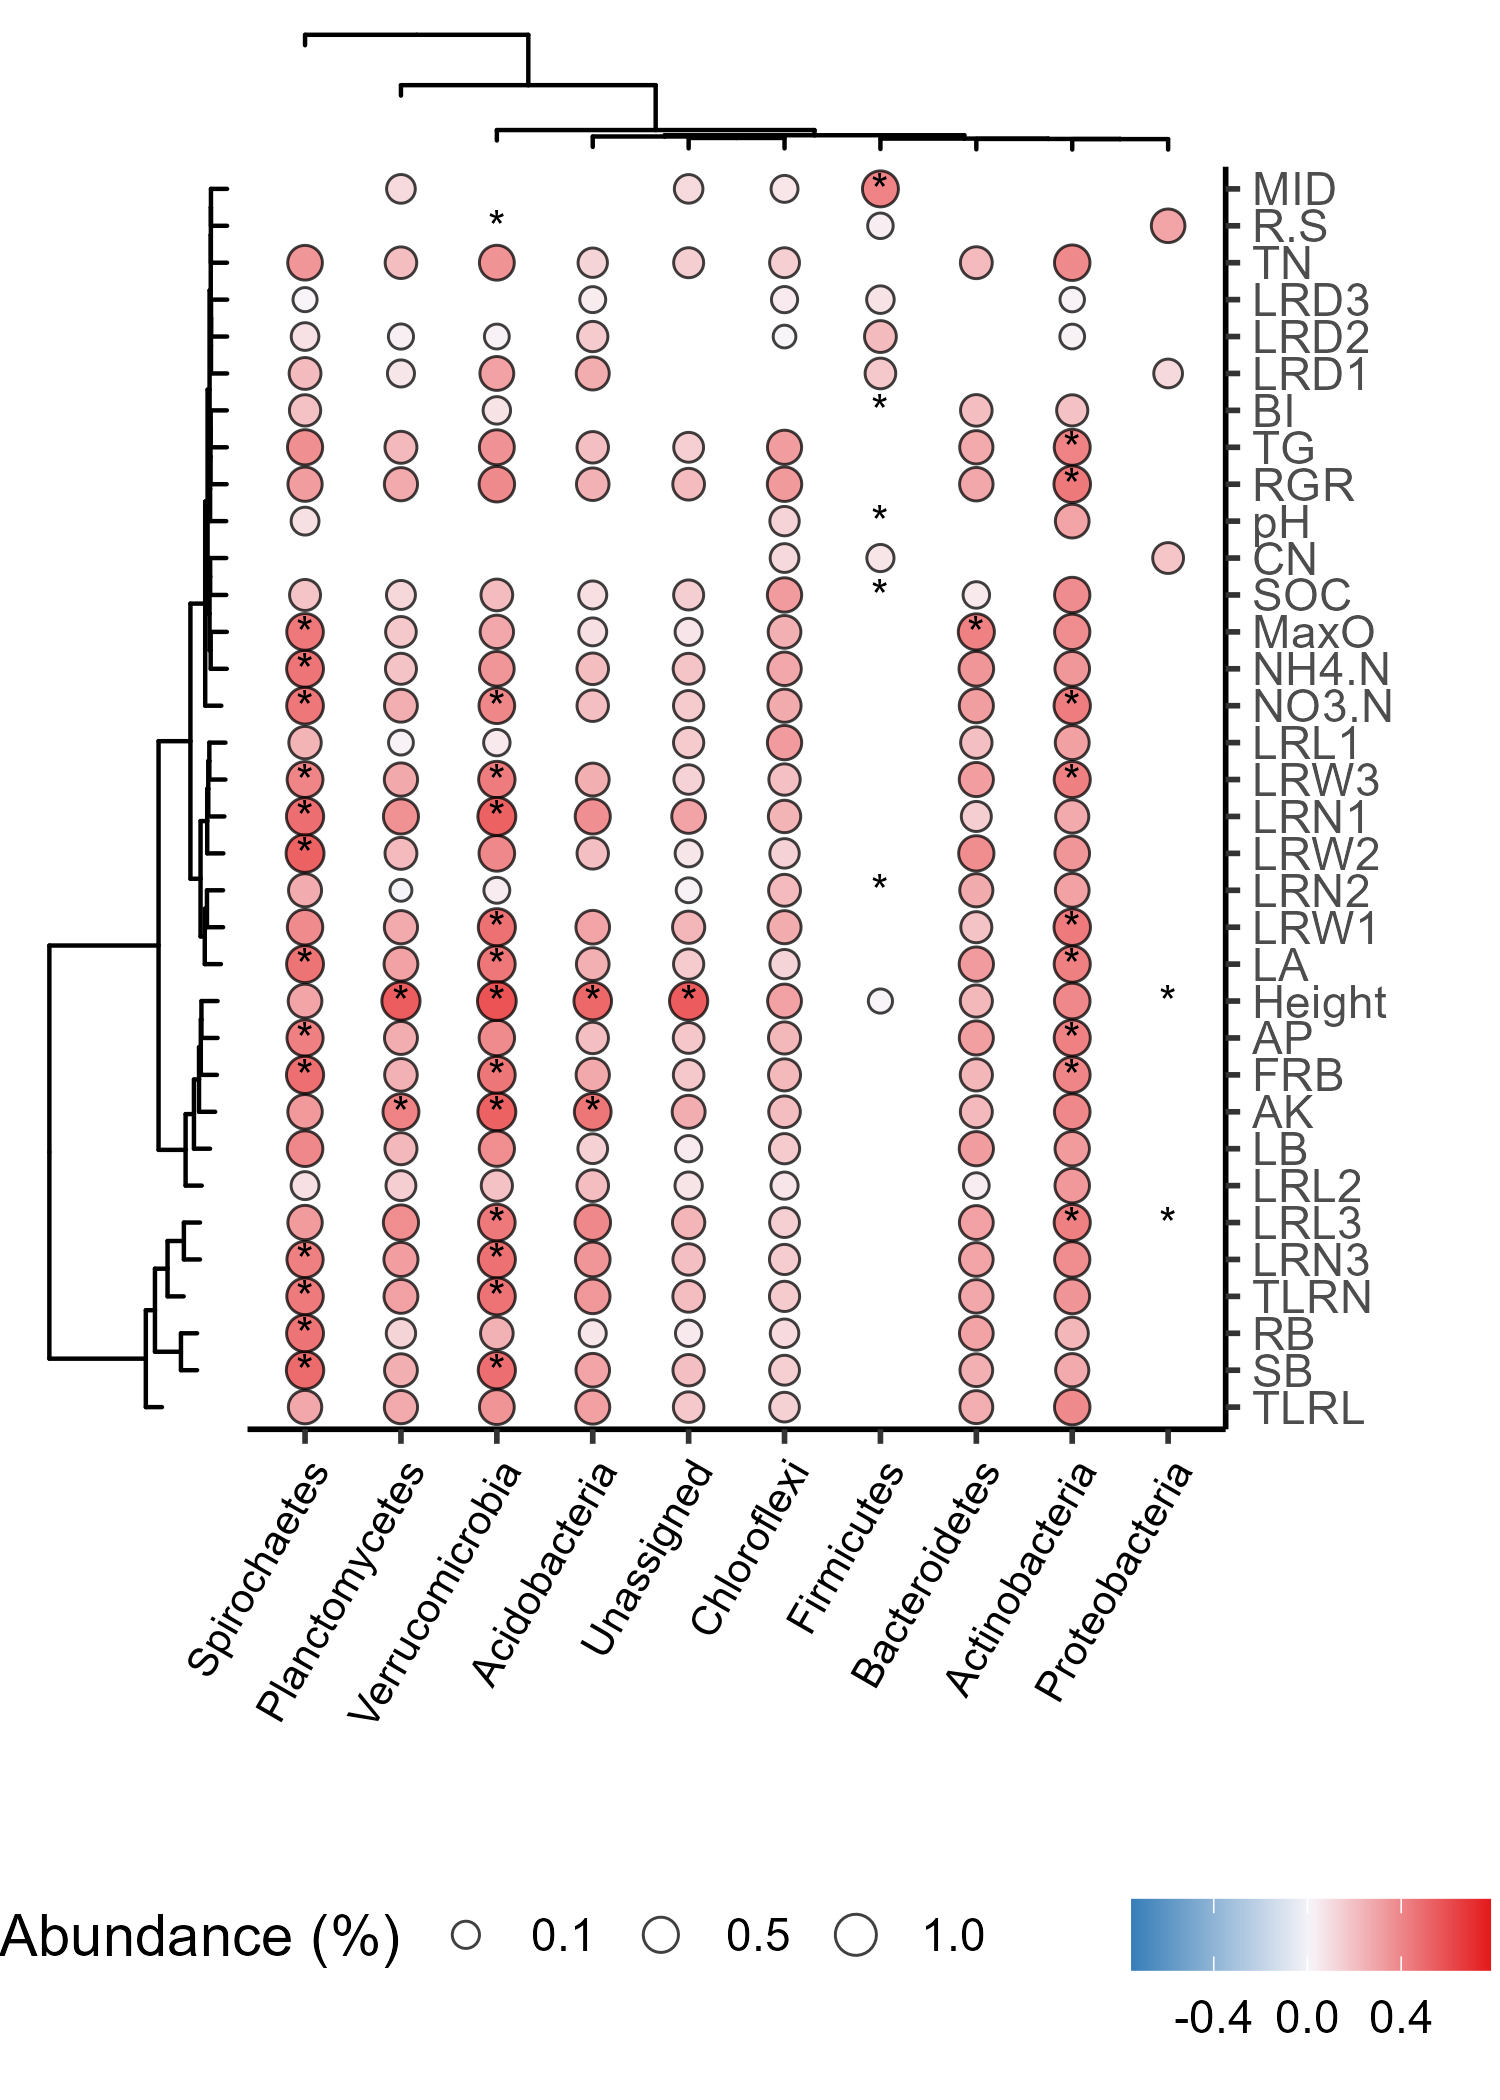 *
MID
*
R.S
TN
LRD3
LRD2
LRD1
*
BI
*
TG
*
RGR
*
pH
CN
*
SOC
* *
MaxO
*
NH4.N
* * *
NO3.N
LRL1
* * *
LRW3
* *
LRN1
*
LRW2
*
LRN2
* *
LRW1
* * *
LA
* * * * *
Height
* *
AP
* * *
FRB
* * *
AK
LB
LRL2
* * *
LRL3
* *
LRN3
* *
TLRN
*
RB
* *
SB
TLRL
Spirochaetes
Planctomycetes
Verrucomicrobia
Acidobacteria
Unassigned
Chloroflexi
Firmicutes
Bacteroidetes
Actinobacteria
Proteobacteria
Abundance (%) 0.1 0.5 1.0
-0.4 0.0 0.4